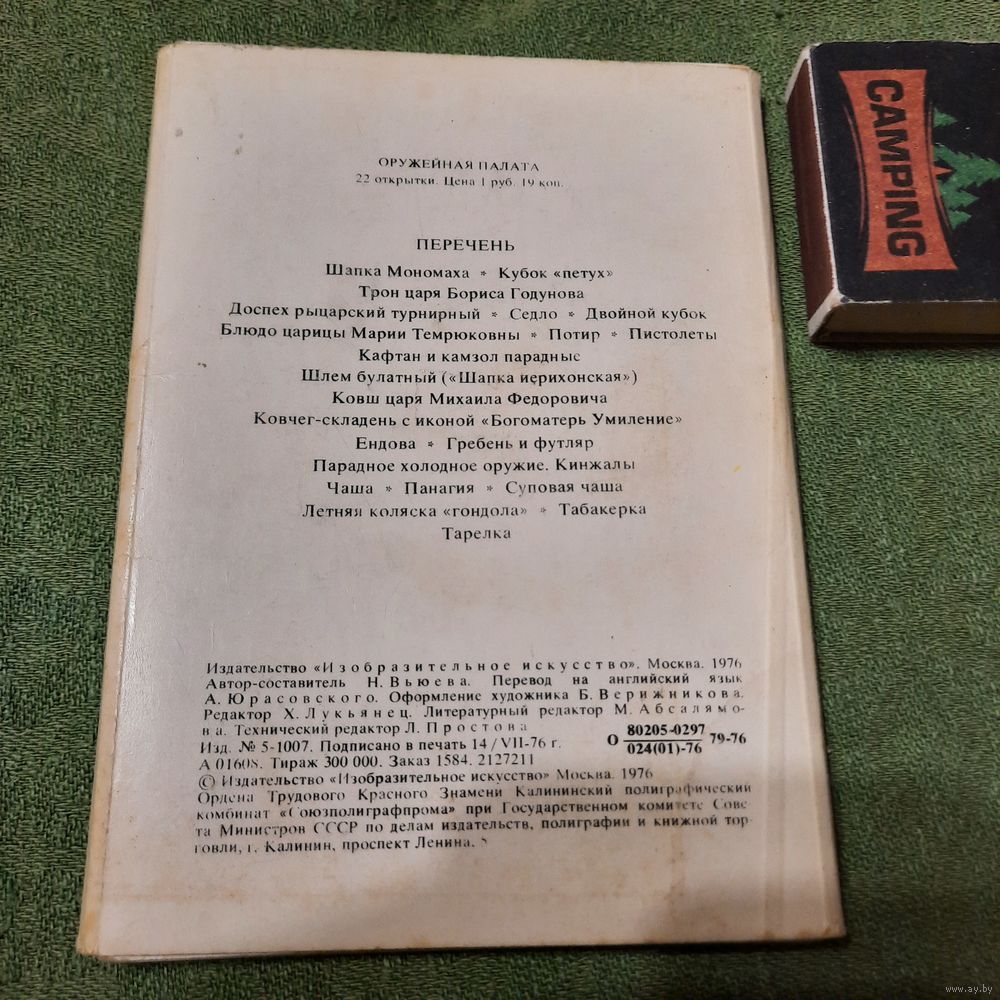 ОРУЖЕЙНАЯ ПАЛАТА
22 открытки. Цена 1 руб. 19 коп.
ПЕРЕЧЕНЬ
Шапка Мономаха * Кубок «петух»
Трон царя Бориса Годунова
Доспех рыцарский турнирный * Седло * Двойной кубок
Блюдо царицы Марии Темрюковны * Потир * Пистолеты
Кафтан и камзол парадные
Шлем булатный («Шапка иерихонская»)
Ковш царя Михаила Федоровича
Ковчег-складень с иконой «Богоматерь Умиление»
Ендова * Гребень и футляр
Парадное холодное оружие. Кинжалы
Чаша * Панагия * Суповая чаша
Летняя коляска «гондола» * Табакерка
Тарелка
Издательство «Изобразительное искусство». Москва. 1976
Автор-составитель Н. Вьюева. Перевод на английский язык
А. Юрасовского. Оформление художника Б. Верижникова.
Редактор Х. Лукьянец. Литературный редактор М. Абсалямо-
ва. Технический редактор Л. Простова
Изд. № 5-1007. Подписано в печать 14/VII-76 г.
А 01608. Тираж 300 000. Заказ 1584. 2127211
О 80205-0297/024(01)-76 79-76
© Издательство «Изобразительное искусство» Москва. 1976
Ордена Трудового Красного Знамени Калининский полиграфический
комбинат «Союзполиграфпрома» при Государственном комитете Сове-
та Министров СССР по делам издательств, полиграфии и книжной тор-
говли, г. Калинин, проспект Ленина, 5
CAMPING
www.ay.by